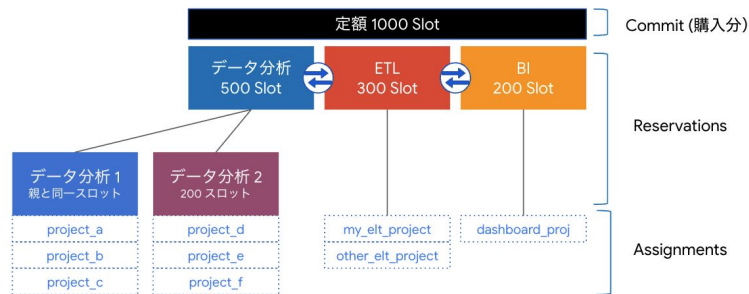 定額 1000 Slot
Commit (購入分)
データ分析
500 Slot
ETL
300 Slot
BI
200 Slot
Reservations
データ分析 1
親と同一スロット
データ分析 2
200 スロット
project_a
project_d
my_elt_project
dashboard_proj
project_b
project_e
other_elt_project
Assignments
project_c
project_f